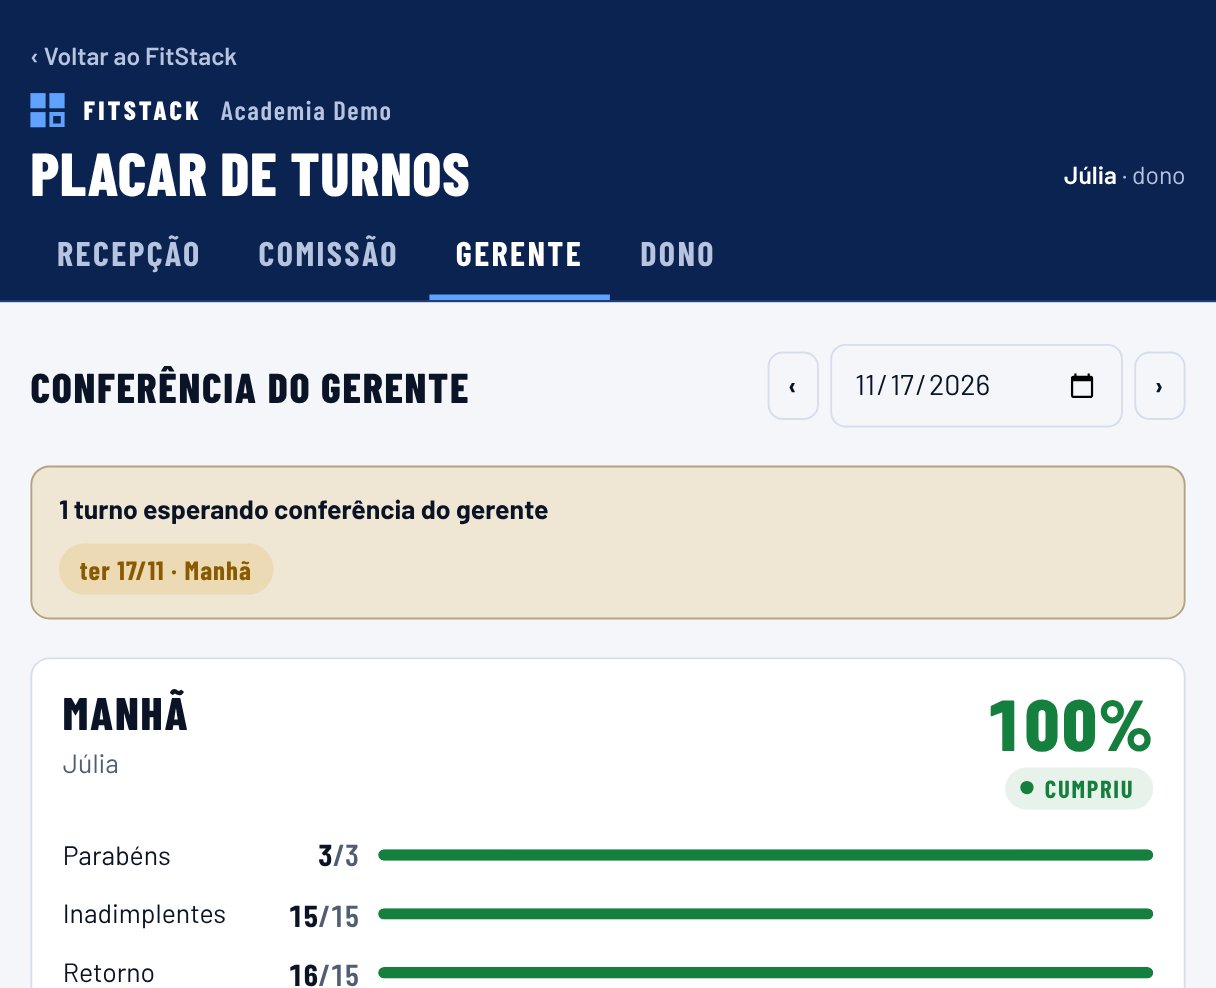 ‹ Voltar ao FitStack
FITSTACK Academia Demo
PLACAR DE TURNOS
Júlia · dono
RECEPÇÃO COMISSÃO GERENTE DONO
CONFERÊNCIA DO GERENTE
‹ 11/17/2026 ›
1 turno esperando conferência do gerente
ter 17/11 · Manhã
MANHÃ
100%
Júlia
CUMPRIU
Parabéns 3/3
Inadimplentes 15/15
Retorno 16/15